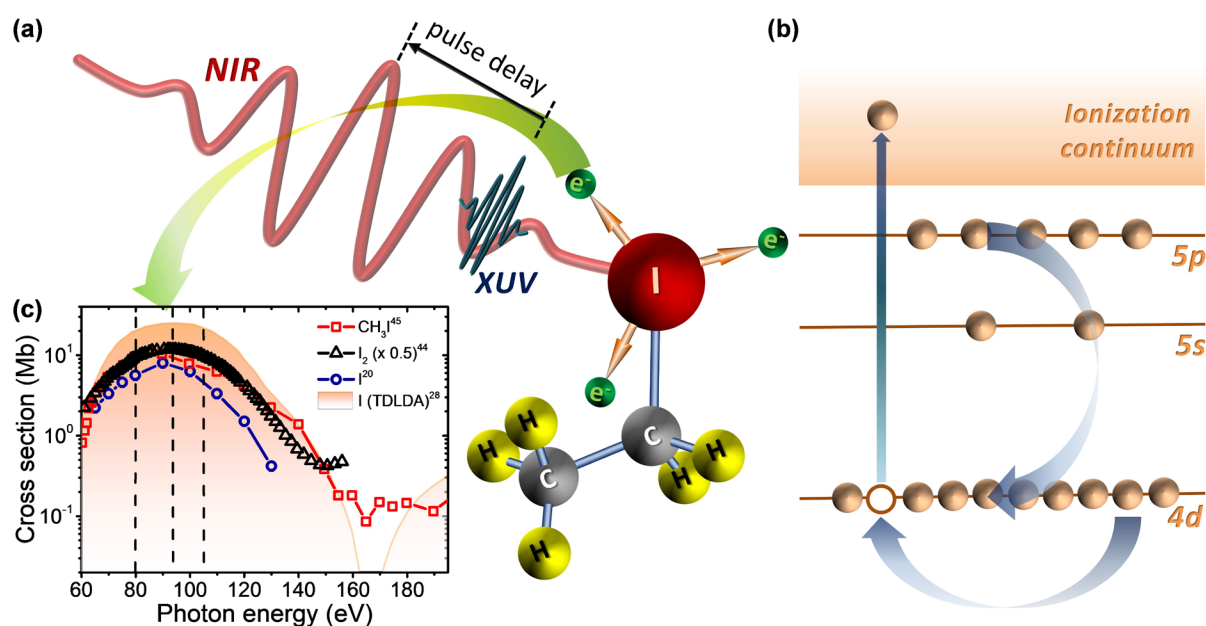 (a)
NIR
pulse delay
XUV
e⁻
e⁻
e⁻
I
C
C
H
H
H
H
H
(b)
Ionization
continuum
5p
5s
4d
(c)
Cross section (Mb)
10¹
10⁰
10⁻¹
CH₃I⁴⁵
I₂ (x 0.5)⁴⁴
I²⁰
I (TDLDA)²⁸
60 80 100 120 140 160 180
Photon energy (eV)